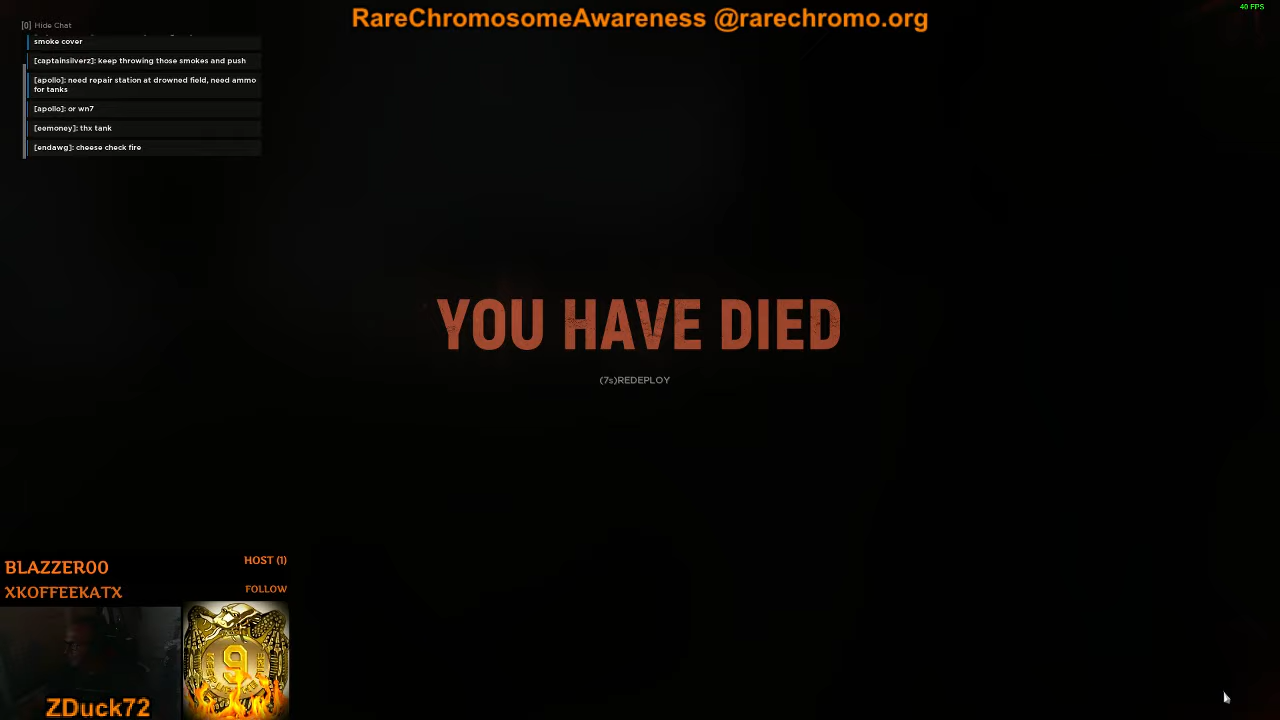 RareChromosomeAwareness @rarechromo.org
40 FPS
[0] Hide Chat
smoke cover
[captainsilverz]: keep throwing those smokes and push
[apollo]: need repair station at drowned field, need ammo
for tanks
[apollo]: or wn7
[eemoney]: thx tank
[endawg]: cheese check fire
YOU HAVE DIED
(7s)REDEPLOY
BLAZZER00
HOST (1)
XKOFFEEKATX
FOLLOW
9
ZDuck72